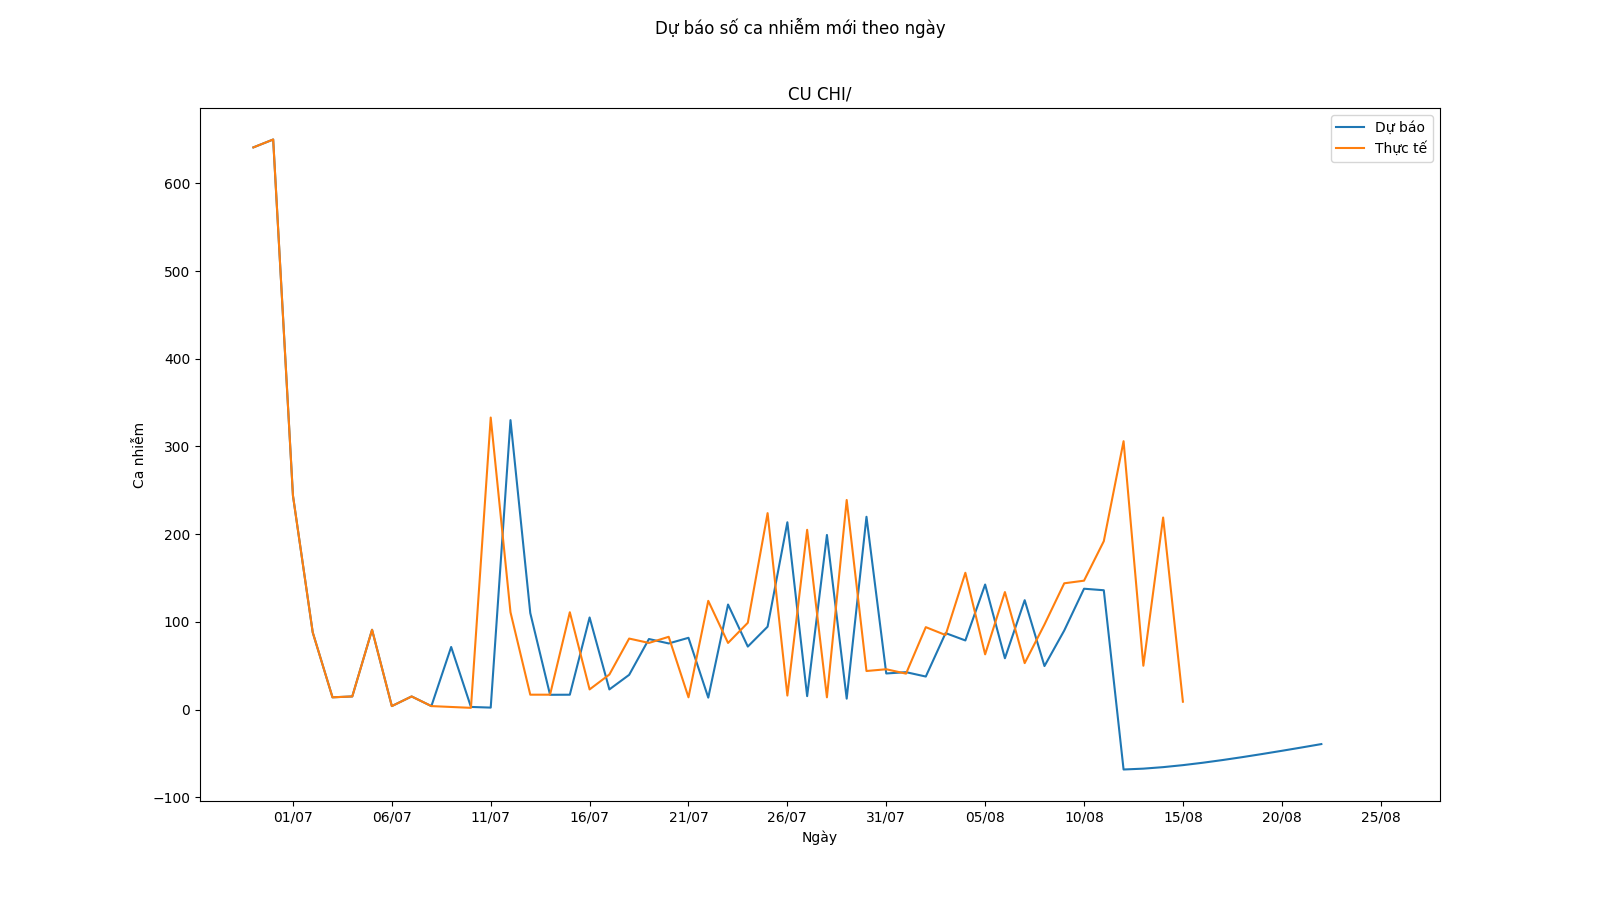 Dự báo số ca nhiễm mới theo ngày
CU CHI/
Dự báo
Thực tế
600
500
400
300
200
100
0
−100
Ca nhiễm
01/07 06/07 11/07 16/07 21/07 26/07 31/07 05/08 10/08 15/08 20/08 25/08
Ngày